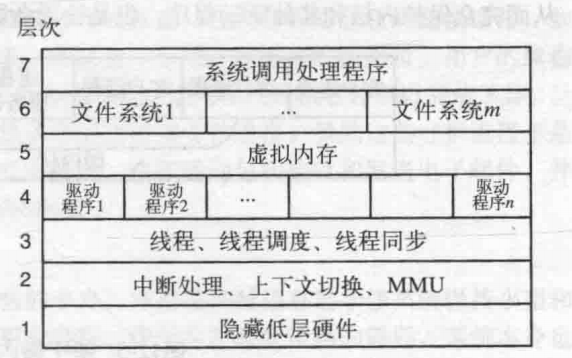 层次
7 系统调用处理程序
6 文件系统1 … 文件系统m
5 虚拟内存
4 驱动程序1 驱动程序2 … 驱动程序n
3 线程、线程调度、线程同步
2 中断处理、上下文切换、MMU
1 隐藏低层硬件